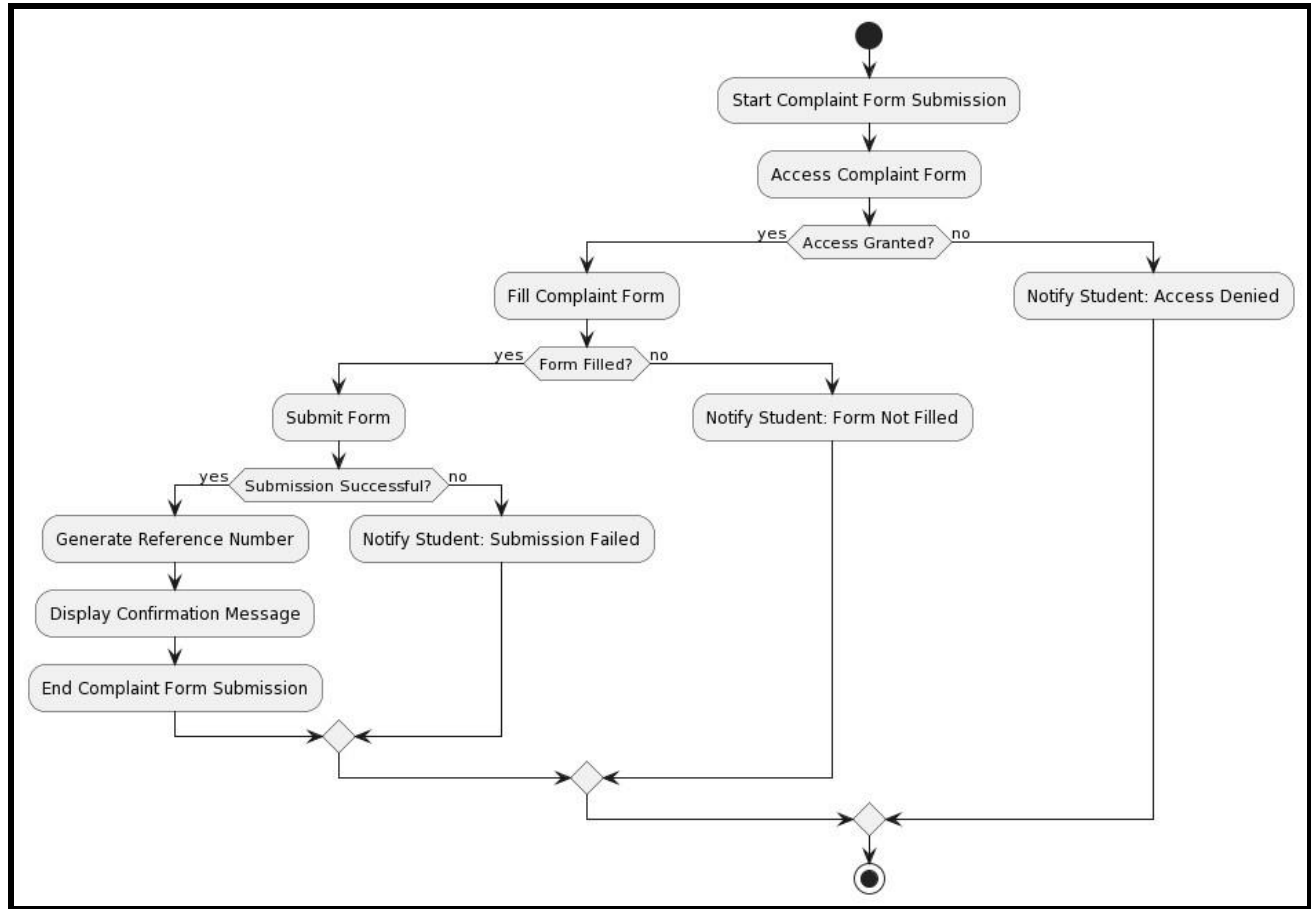 Start Complaint Form Submission
Access Complaint Form
yes
Access Granted?
no
Fill Complaint Form
Notify Student: Access Denied
yes
Form Filled?
no
Submit Form
Notify Student: Form Not Filled
yes
Submission Successful?
no
Generate Reference Number
Notify Student: Submission Failed
Display Confirmation Message
End Complaint Form Submission